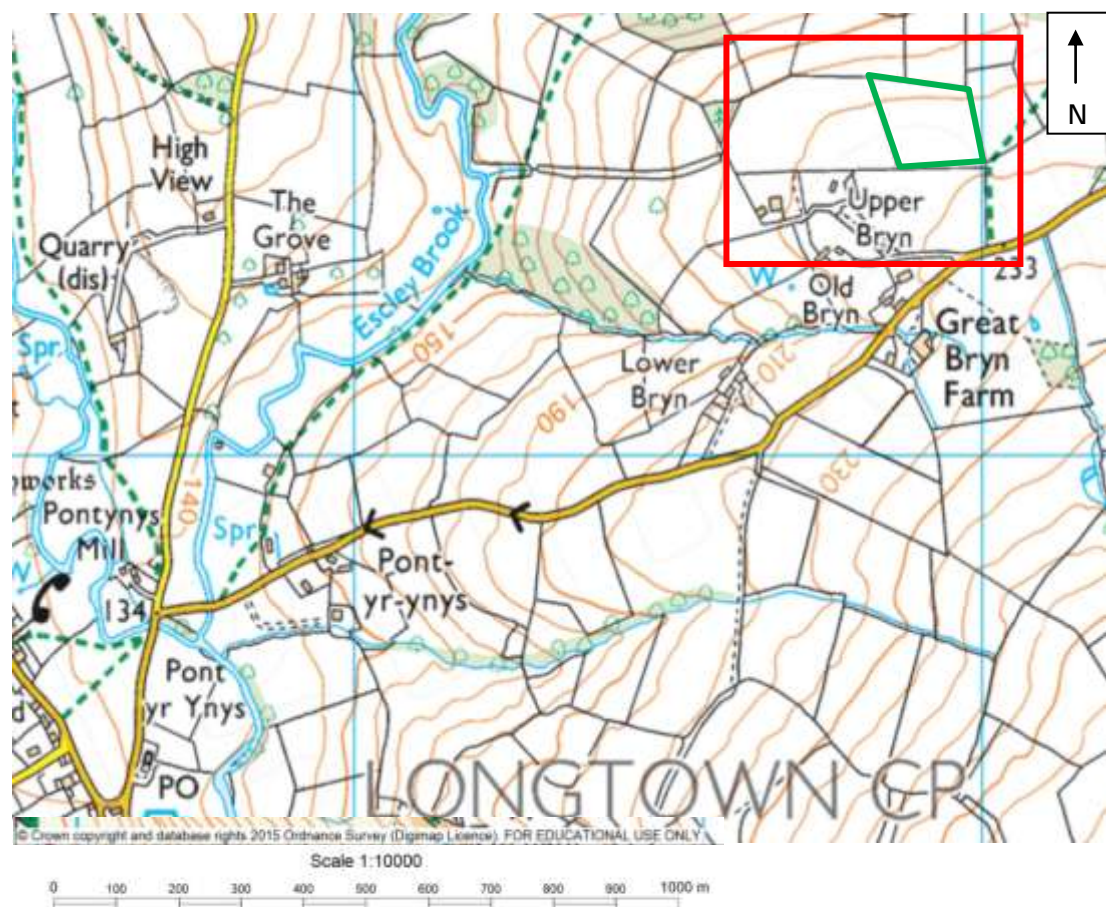 N
High
View
The
Grove
Quarry
(dis)
Escley Brook
Upper
Bryn
233
W
Old
Bryn
Great
Bryn
Farm
Spr
150
210
Lower
Bryn
190
t
230
works
Pontynys
Mill
140
Spr
W
134
Pont-
yr-ynys
Pont
yr Ynys
d
PO
LONGTOWN CP
© Crown copyright and database rights 2015 Ordnance Survey (Digimap Licence). FOR EDUCATIONAL USE ONLY
Scale 1:10000
0 100 200 300 400 500 600 700 800 900 1000 m